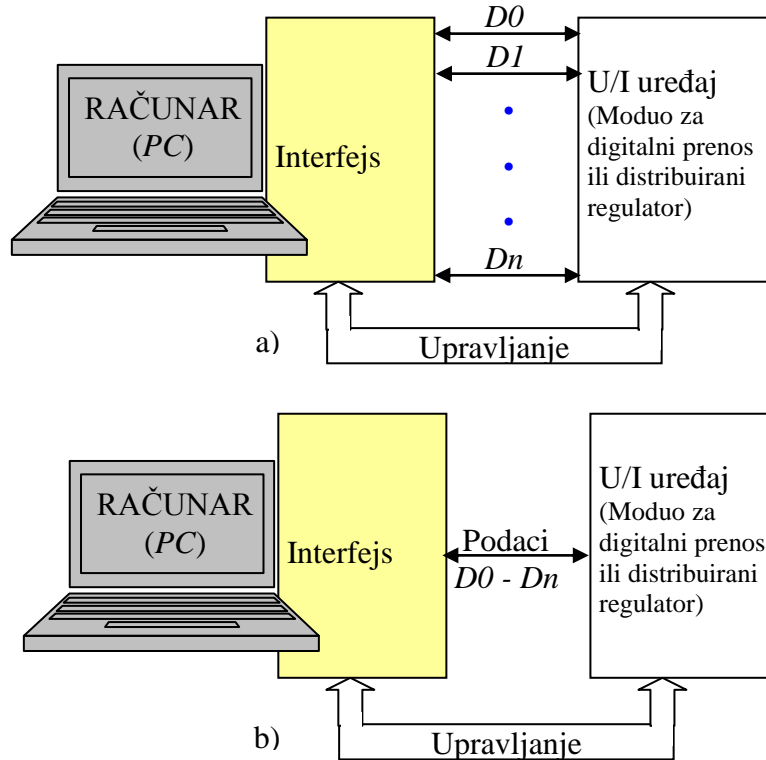 D0
D1
Dn
RAČUNAR
(PC)
Interfejs
U/I uređaj
(Moduo za
digitalni prenos
ili distribuirani
regulator)
a)
Upravljanje
RAČUNAR
(PC)
Interfejs
Podaci
D0 - Dn
U/I uređaj
(Moduo za
digitalni prenos
ili distribuirani
regulator)
b)
Upravljanje